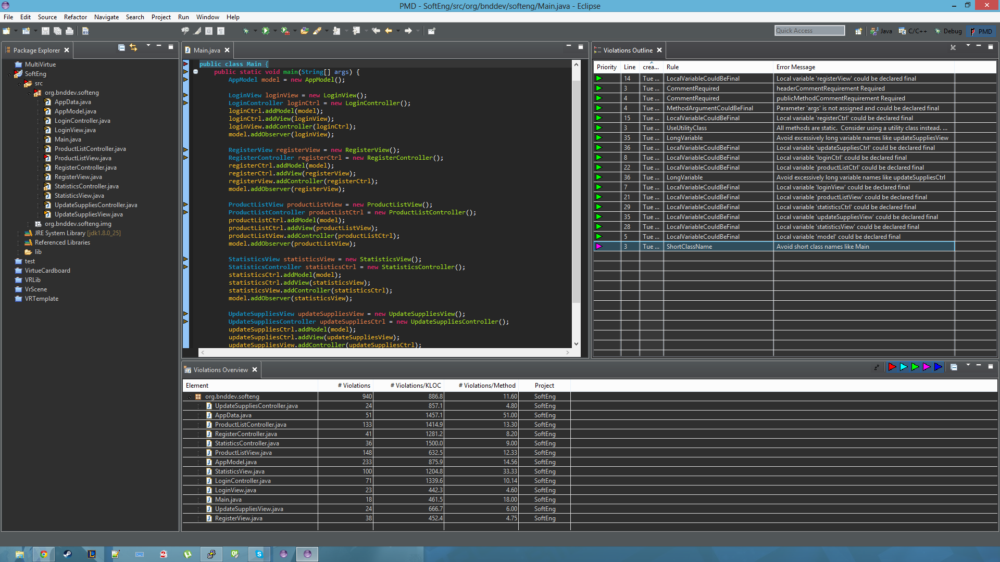 PMD - SoftEng/src/org/bnddev/softeng/Main.java - Eclipse
File Edit Source Refactor Navigate Search Project Run Window Help
Quick Access
Java
C/C++
Debug
PMD
Package Explorer
MultiVirtue
SoftEng
src
org.bnddev.softeng
AppData.java
AppModel.java
LoginController.java
LoginView.java
Main.java
ProductListController.java
ProductListView.java
RegisterController.java
RegisterView.java
StatisticsController.java
StatisticsView.java
UpdateSuppliesController.java
UpdateSuppliesView.java
org.bnddev.softeng.img
JRE System Library [jdk1.8.0_25]
Referenced Libraries
lib
test
VirtueCardboard
VRLib
VrScene
VRTemplate
Main.java
public class Main {
public static void main(String[] args) {
AppModel model = new AppModel();
LoginView loginView = new LoginView();
LoginController loginCtrl = new LoginController();
loginCtrl.addModel(model);
loginCtrl.addView(loginView);
loginView.addController(loginCtrl);
model.addObserver(loginView);
RegisterView registerView = new RegisterView();
RegisterController registerCtrl = new RegisterController();
registerCtrl.addModel(model);
registerCtrl.addView(registerView);
registerView.addController(registerCtrl);
model.addObserver(registerView);
ProductListView productListView = new ProductListView();
ProductListController productListCtrl = new ProductListController();
productListCtrl.addModel(model);
productListCtrl.addView(productListView);
productListView.addController(productListCtrl);
model.addObserver(productListView);
StatisticsView statisticsView = new StatisticsView();
StatisticsController statisticsCtrl = new StatisticsController();
statisticsCtrl.addModel(model);
statisticsCtrl.addView(statisticsView);
statisticsView.addController(statisticsCtrl);
model.addObserver(statisticsView);
UpdateSuppliesView updateSuppliesView = new UpdateSuppliesView();
UpdateSuppliesController updateSuppliesCtrl = new UpdateSuppliesController();
updateSuppliesCtrl.addModel(model);
updateSuppliesCtrl.addView(updateSuppliesView);
updateSuppliesView.addController(updateSuppliesCtrl);
Violations Outline
Priority Line crea... Rule Error Message
14 Tue ... LocalVariableCouldBeFinal Local variable 'registerView' could be declared final
3 Tue ... CommentRequired headerCommentRequirement Required
4 Tue ... CommentRequired publicMethodCommentRequirement Required
4 Tue ... MethodArgumentCouldBeFinal Parameter 'args' is not assigned and could be declared final
15 Tue ... LocalVariableCouldBeFinal Local variable 'registerCtrl' could be declared final
3 Tue ... UseUtilityClass All methods are static. Consider using a utility class instead. ...
35 Tue ... LongVariable Avoid excessively long variable names like updateSuppliesView
36 Tue ... LocalVariableCouldBeFinal Local variable 'updateSuppliesCtrl' could be declared final
8 Tue ... LocalVariableCouldBeFinal Local variable 'loginCtrl' could be declared final
22 Tue ... LocalVariableCouldBeFinal Local variable 'productListCtrl' could be declared final
36 Tue ... LongVariable Avoid excessively long variable names like updateSuppliesCtrl
7 Tue ... LocalVariableCouldBeFinal Local variable 'loginView' could be declared final
21 Tue ... LocalVariableCouldBeFinal Local variable 'productListView' could be declared final
29 Tue ... LocalVariableCouldBeFinal Local variable 'statisticsCtrl' could be declared final
35 Tue ... LocalVariableCouldBeFinal Local variable 'updateSuppliesView' could be declared final
28 Tue ... LocalVariableCouldBeFinal Local variable 'statisticsView' could be declared final
5 Tue ... LocalVariableCouldBeFinal Local variable 'model' could be declared final
3 Tue ... ShortClassName Avoid short class names like Main
Violations Overview
Element # Violations # Violations/KLOC # Violations/Method Project
org.bnddev.softeng 940 886.8 11.60 SoftEng
UpdateSuppliesController.java 24 857.1 4.80 SoftEng
AppData.java 51 1457.1 51.00 SoftEng
ProductListController.java 133 1414.9 13.30 SoftEng
RegisterController.java 41 1281.2 8.20 SoftEng
StatisticsController.java 36 1500.0 9.00 SoftEng
ProductListView.java 148 632.5 12.33 SoftEng
AppModel.java 233 875.9 14.56 SoftEng
StatisticsView.java 100 1204.8 33.33 SoftEng
LoginController.java 71 1339.6 10.14 SoftEng
LoginView.java 23 442.3 4.60 SoftEng
Main.java 18 461.5 18.00 SoftEng
UpdateSuppliesView.java 24 666.7 6.00 SoftEng
RegisterView.java 38 452.4 4.75 SoftEng